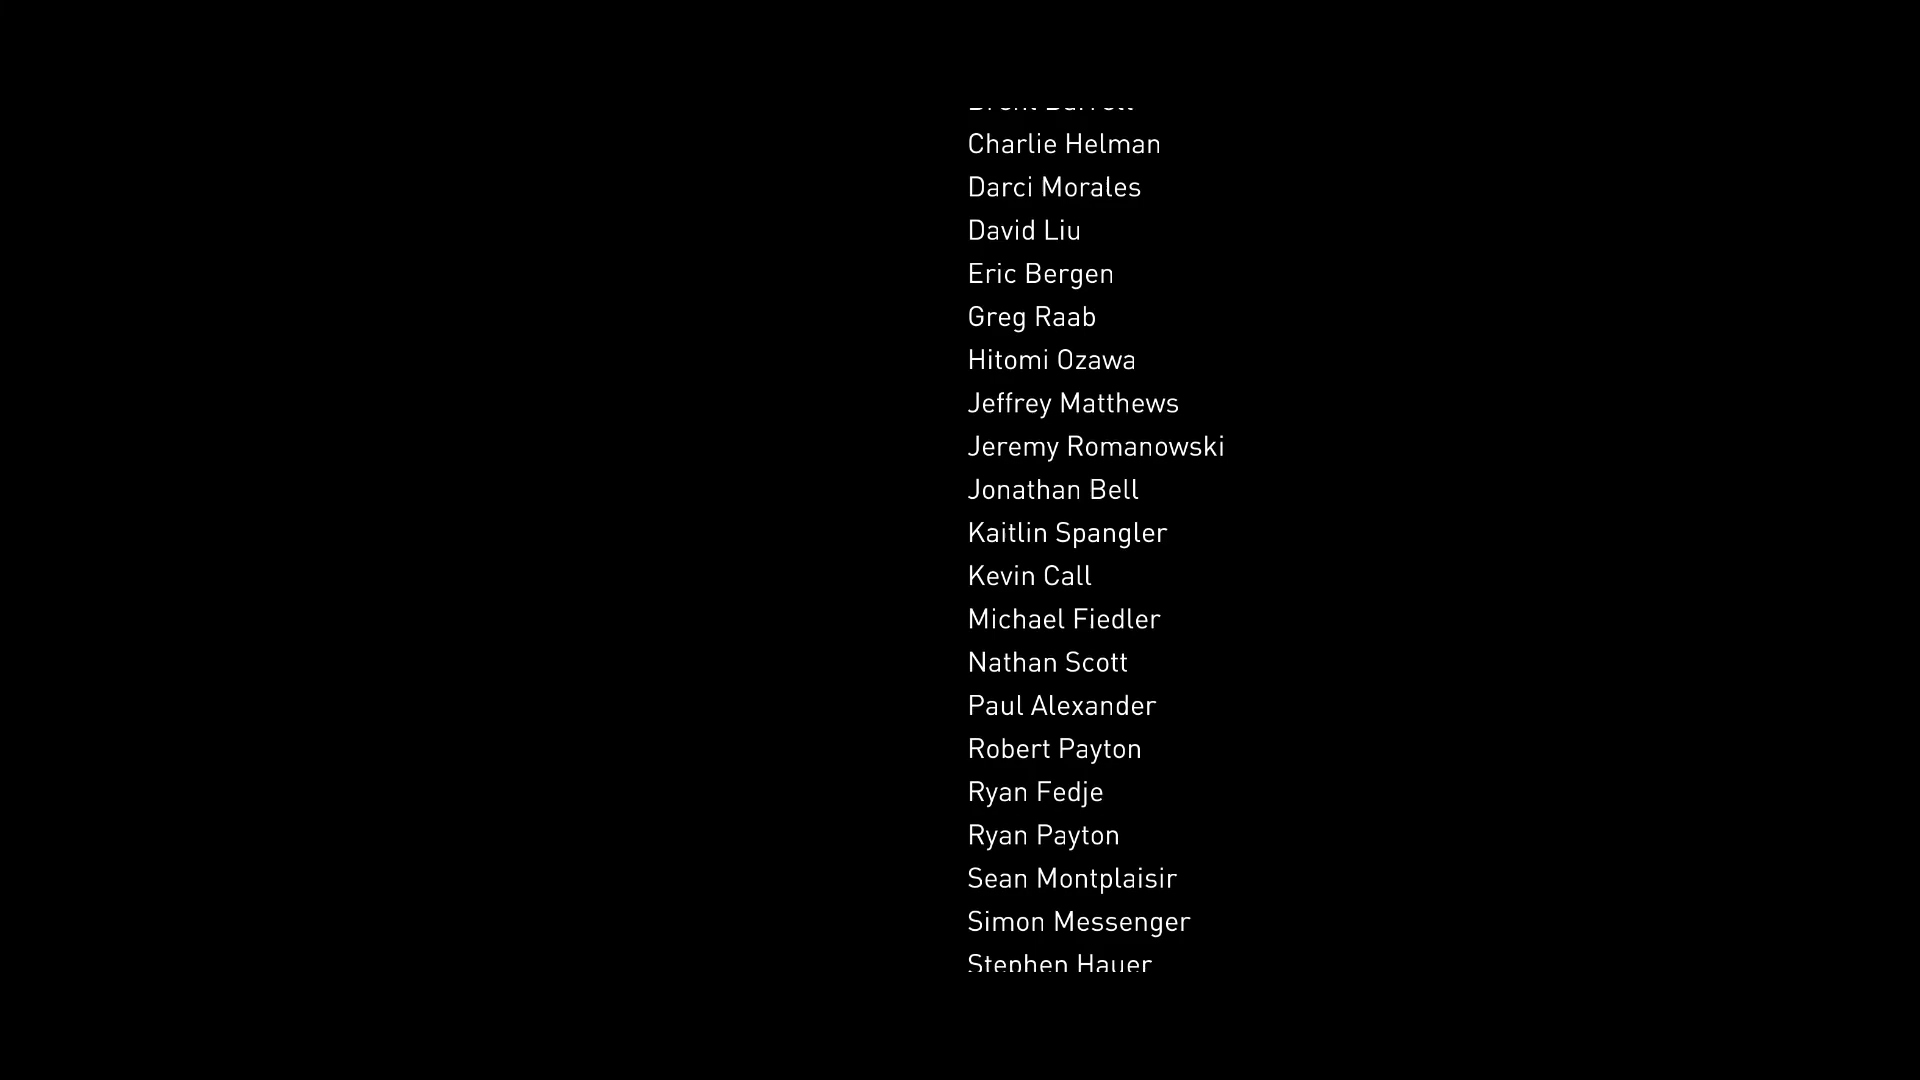 Charlie Helman
Darci Morales
David Liu
Eric Bergen
Greg Raab
Hitomi Ozawa
Jeffrey Matthews
Jeremy Romanowski
Jonathan Bell
Kaitlin Spangler
Kevin Call
Michael Fiedler
Nathan Scott
Paul Alexander
Robert Payton
Ryan Fedje
Ryan Payton
Sean Montplaisir
Simon Messenger
Stephen Hauer